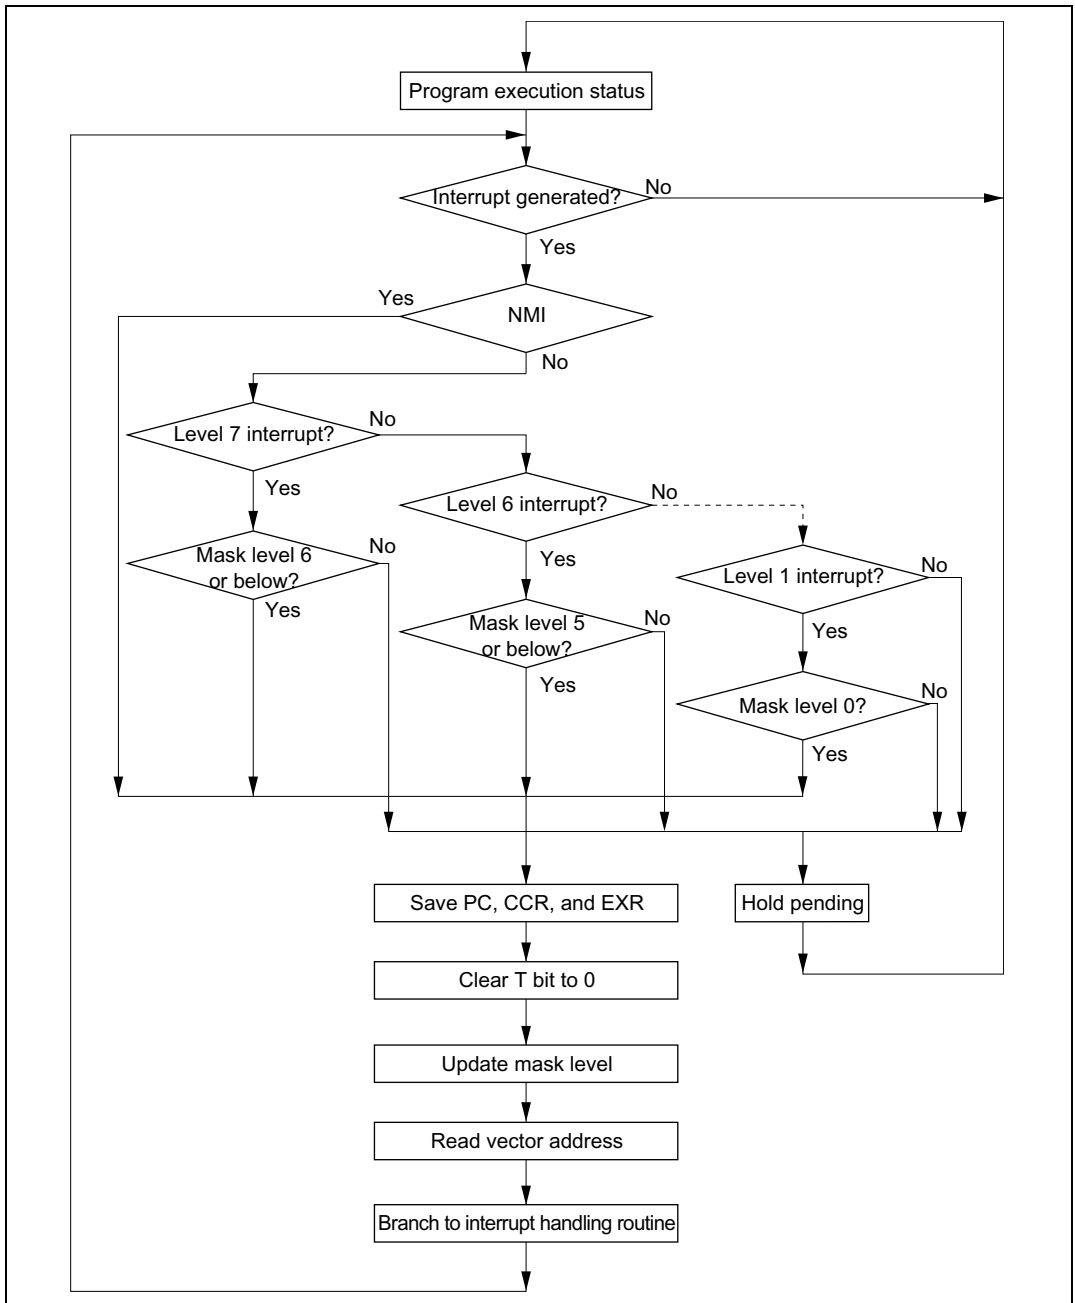 Program execution status
Interrupt generated?
No
Yes
Yes
NMI
No
Level 7 interrupt?
No
Yes
Level 6 interrupt?
No
Mask level 6
or below?
No
Yes
Yes
Level 1 interrupt?
No
Mask level 5
or below?
No
Yes
Yes
Mask level 0?
No
Yes
Save PC, CCR, and EXR
Hold pending
Clear T bit to 0
Update mask level
Read vector address
Branch to interrupt handling routine